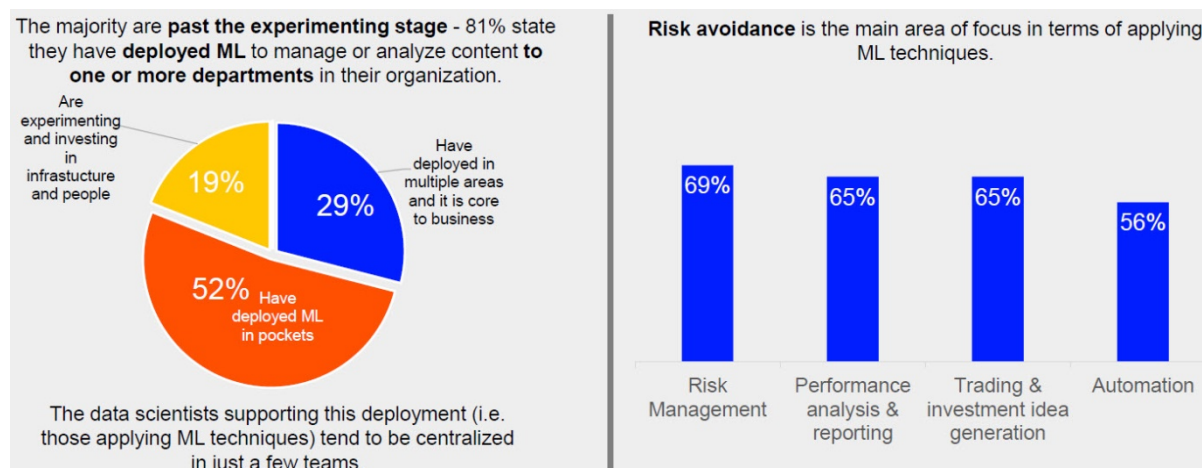 The majority are past the experimenting stage - 81% state
they have deployed ML to manage or analyze content to
one or more departments in their organization.
Are
experimenting
and investing
in
infrastucture
and people
19%
29%
Have
deployed in
multiple areas
and it is core
to business
52%
Have
deployed ML
in pockets
The data scientists supporting this deployment (i.e.
those applying ML techniques) tend to be centralized
in just a few teams
Risk avoidance is the main area of focus in terms of applying
ML techniques.
69%
65%
65%
56%
Risk
Management
Performance
analysis &
reporting
Trading &
investment idea
generation
Automation